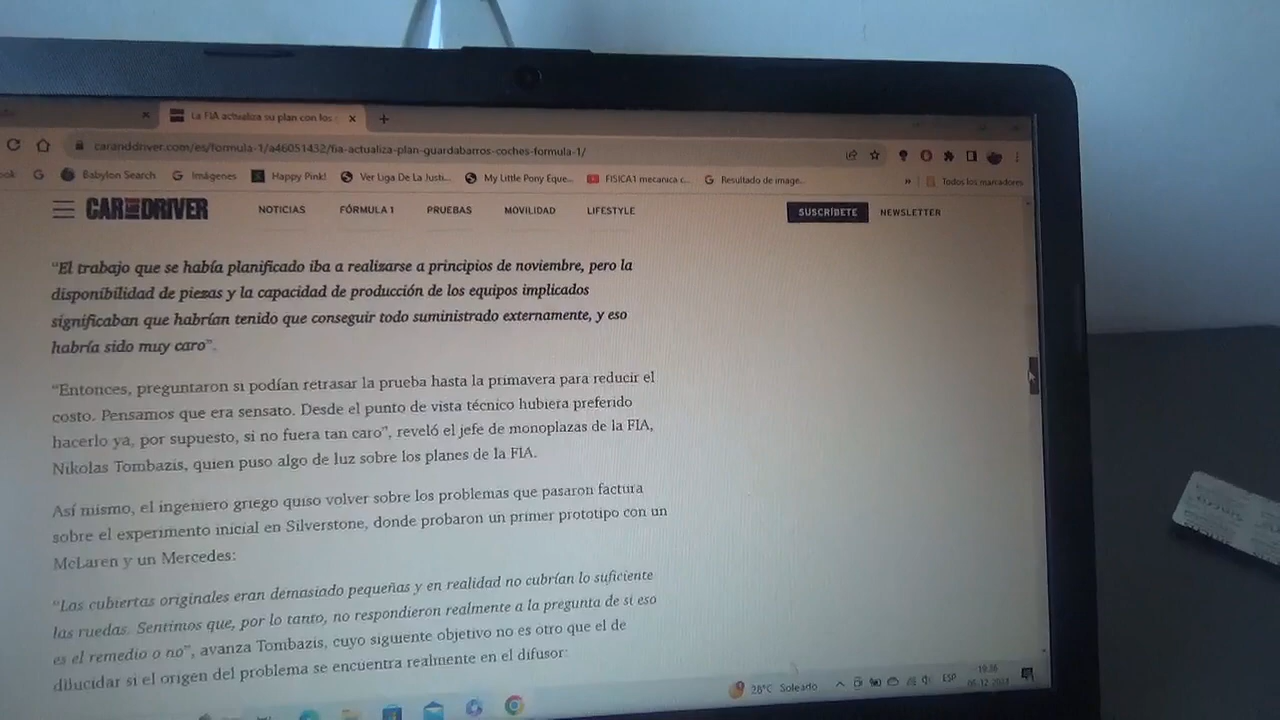 La FIA actualiza su plan con los
caranddriver.com/es/formula-1/a46051432/fia-actualiza-plan-guardabarros-coches-formula-1/
Babylon Search Imágenes Happy Pink! Ver Liga De La Justi... My Little Pony Eque... FISICA1 mecanica c... Resultado de image... » Todos los marcadores
CAR AND DRIVER NOTICIAS FÓRMULA 1 PRUEBAS MOVILIDAD LIFESTYLE SUSCRÍBETE NEWSLETTER
“El trabajo que se había planificado iba a realizarse a principios de noviembre, pero la
disponibilidad de piezas y la capacidad de producción de los equipos implicados
significaban que habrían tenido que conseguir todo suministrado externamente, y eso
habría sido muy caro”.
“Entonces, preguntaron si podían retrasar la prueba hasta la primavera para reducir el
costo. Pensamos que era sensato. Desde el punto de vista técnico hubiera preferido
hacerlo ya, por supuesto, si no fuera tan caro”, reveló el jefe de monoplazas de la FIA,
Nikolas Tombazis, quien puso algo de luz sobre los planes de la FIA.
Así mismo, el ingeniero griego quiso volver sobre los problemas que pasaron factura
sobre el experimento inicial en Silverstone, donde probaron un primer prototipo con un
McLaren y un Mercedes:
“Las cubiertas originales eran demasiado pequeñas y en realidad no cubrían lo suficiente
las ruedas. Sentimos que, por lo tanto, no respondieron realmente a la pregunta de si eso
es el remedio o no”, avanza Tombazis, cuyo siguiente objetivo no es otro que el de
dilucidar si el origen del problema se encuentra realmente en el difusor:
28°C Soleado ESP 19:36